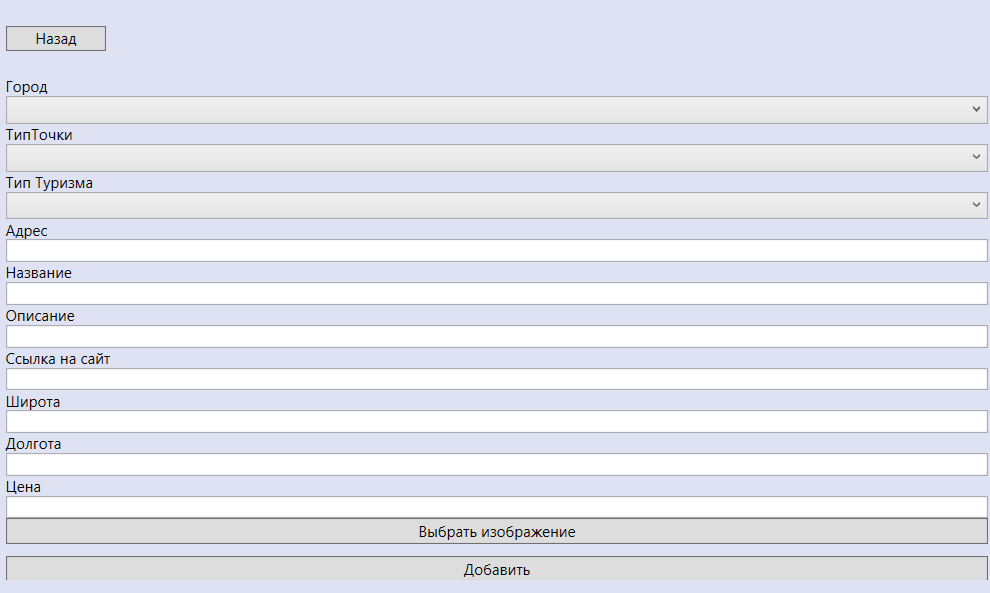 Назад
Город
ТипТочки
Тип Туризма
Адрес
Название
Описание
Ссылка на сайт
Широта
Долгота
Цена
Выбрать изображение
Добавить